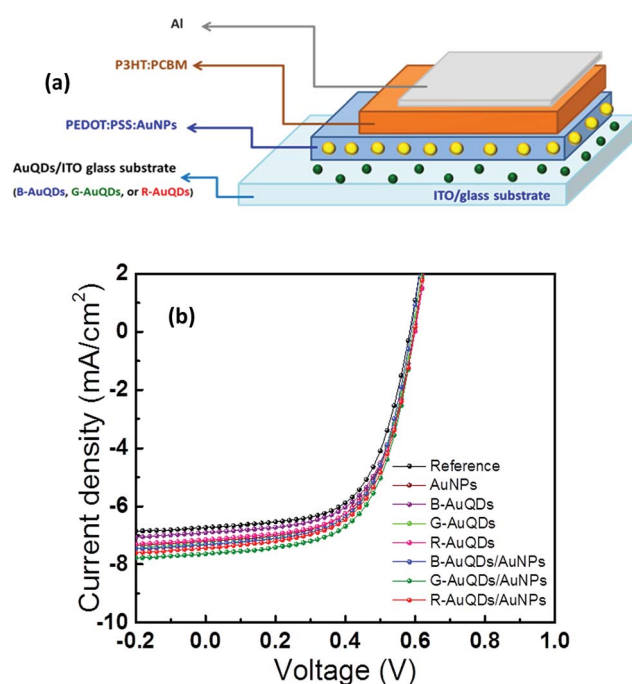 Al
(a)
P3HT:PCBM
PEDOT:PSS:AuNPs
AuQDs/ITO glass substrate
(B-AuQDs, G-AuQDs, or R-AuQDs)
ITO/glass substrate
(b)
2
0
-2
-4
-6
-8
-10
Current density (mA/cm²)
Reference
AuNPs
B-AuQDs
G-AuQDs
R-AuQDs
B-AuQDs/AuNPs
G-AuQDs/AuNPs
R-AuQDs/AuNPs
-0.2 0.0 0.2 0.4 0.6 0.8 1.0
Voltage (V)